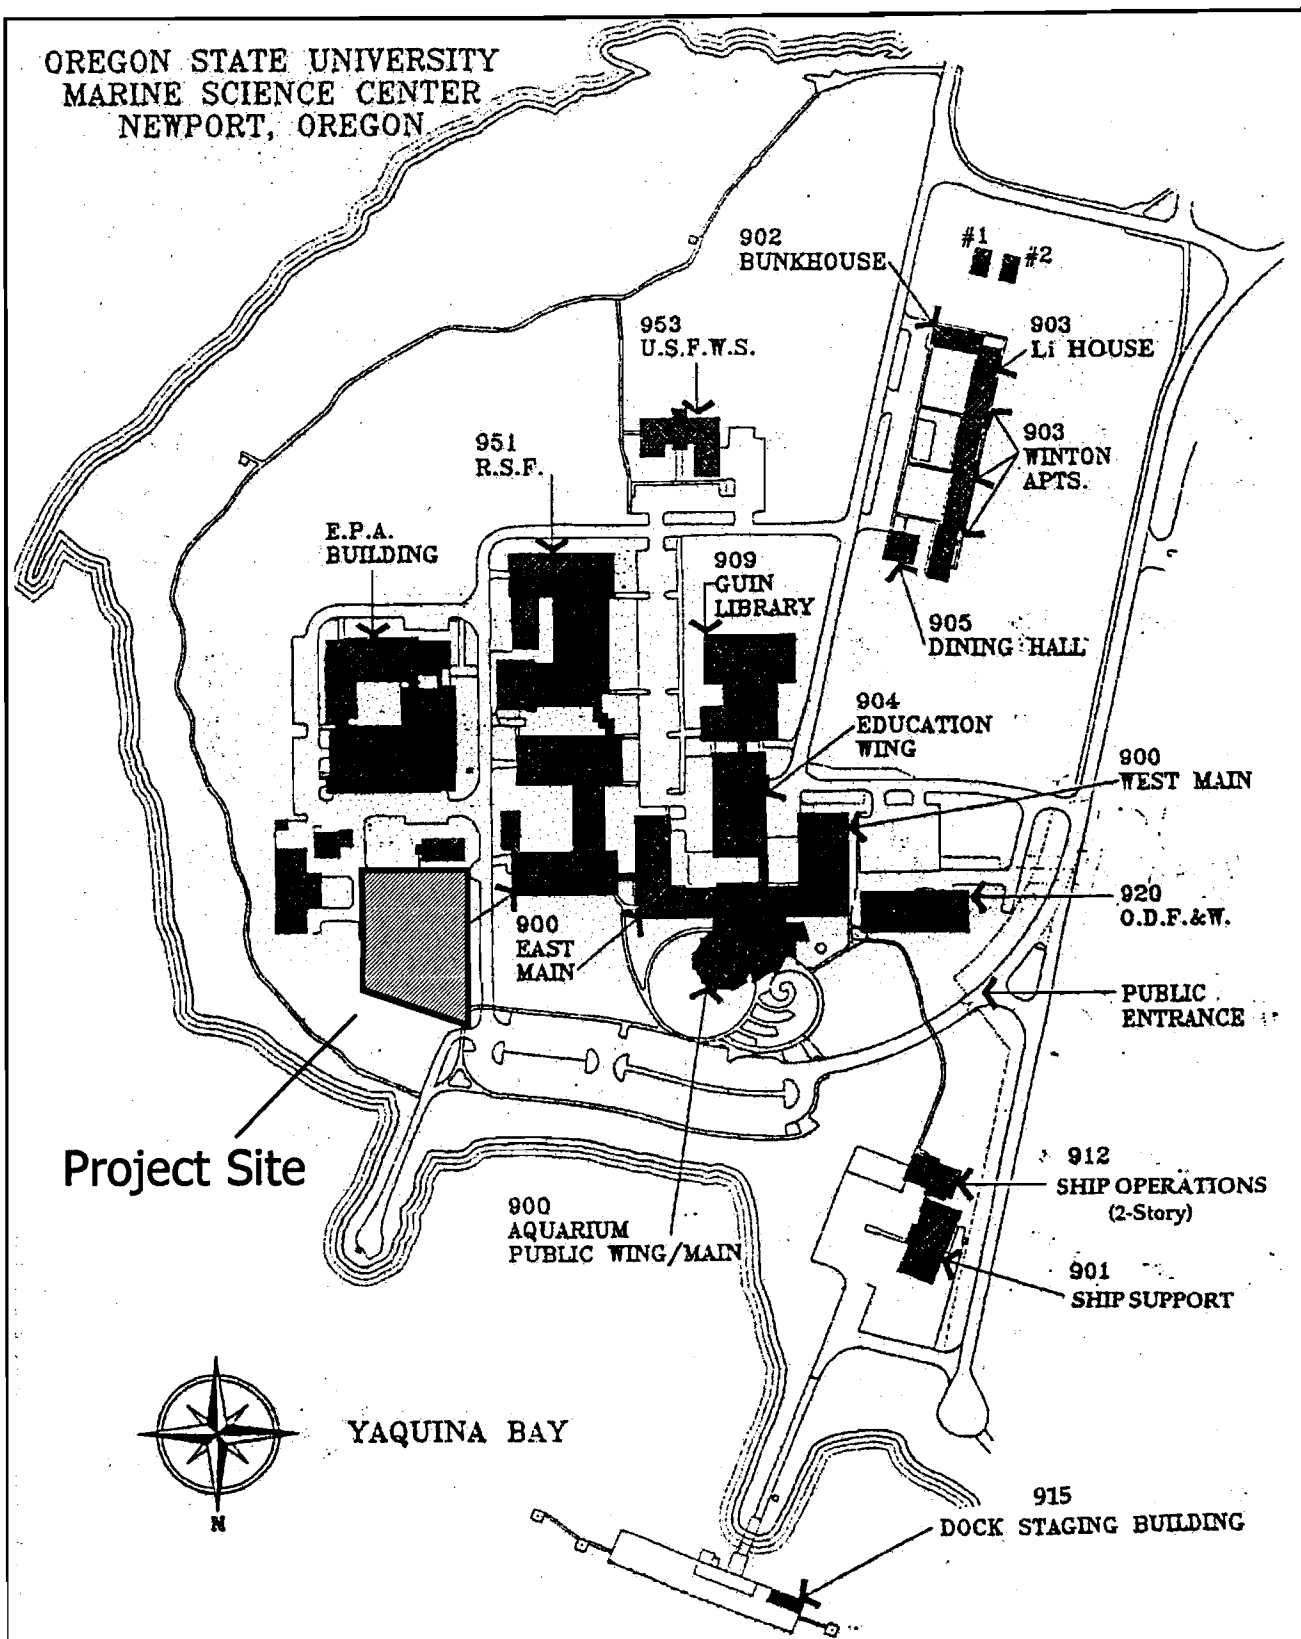 OREGON STATE UNIVERSITY
MARINE SCIENCE CENTER
NEWPORT, OREGON
902
BUNKHOUSE
#1
#2
953
U.S.F.W.S.
903
Li HOUSE
951
R.S.F.
903
WINTON
APTS.
E.P.A.
BUILDING
909
GUIN
LIBRARY
905
DINING HALL
904
EDUCATION
WING
900
WEST MAIN
920
O.D.F.&W.
900
EAST
MAIN
PUBLIC
ENTRANCE
Project Site
912
SHIP OPERATIONS
(2-Story)
900
AQUARIUM
PUBLIC WING/MAIN
901
SHIP SUPPORT
YAQUINA BAY
N
915
DOCK STAGING BUILDING